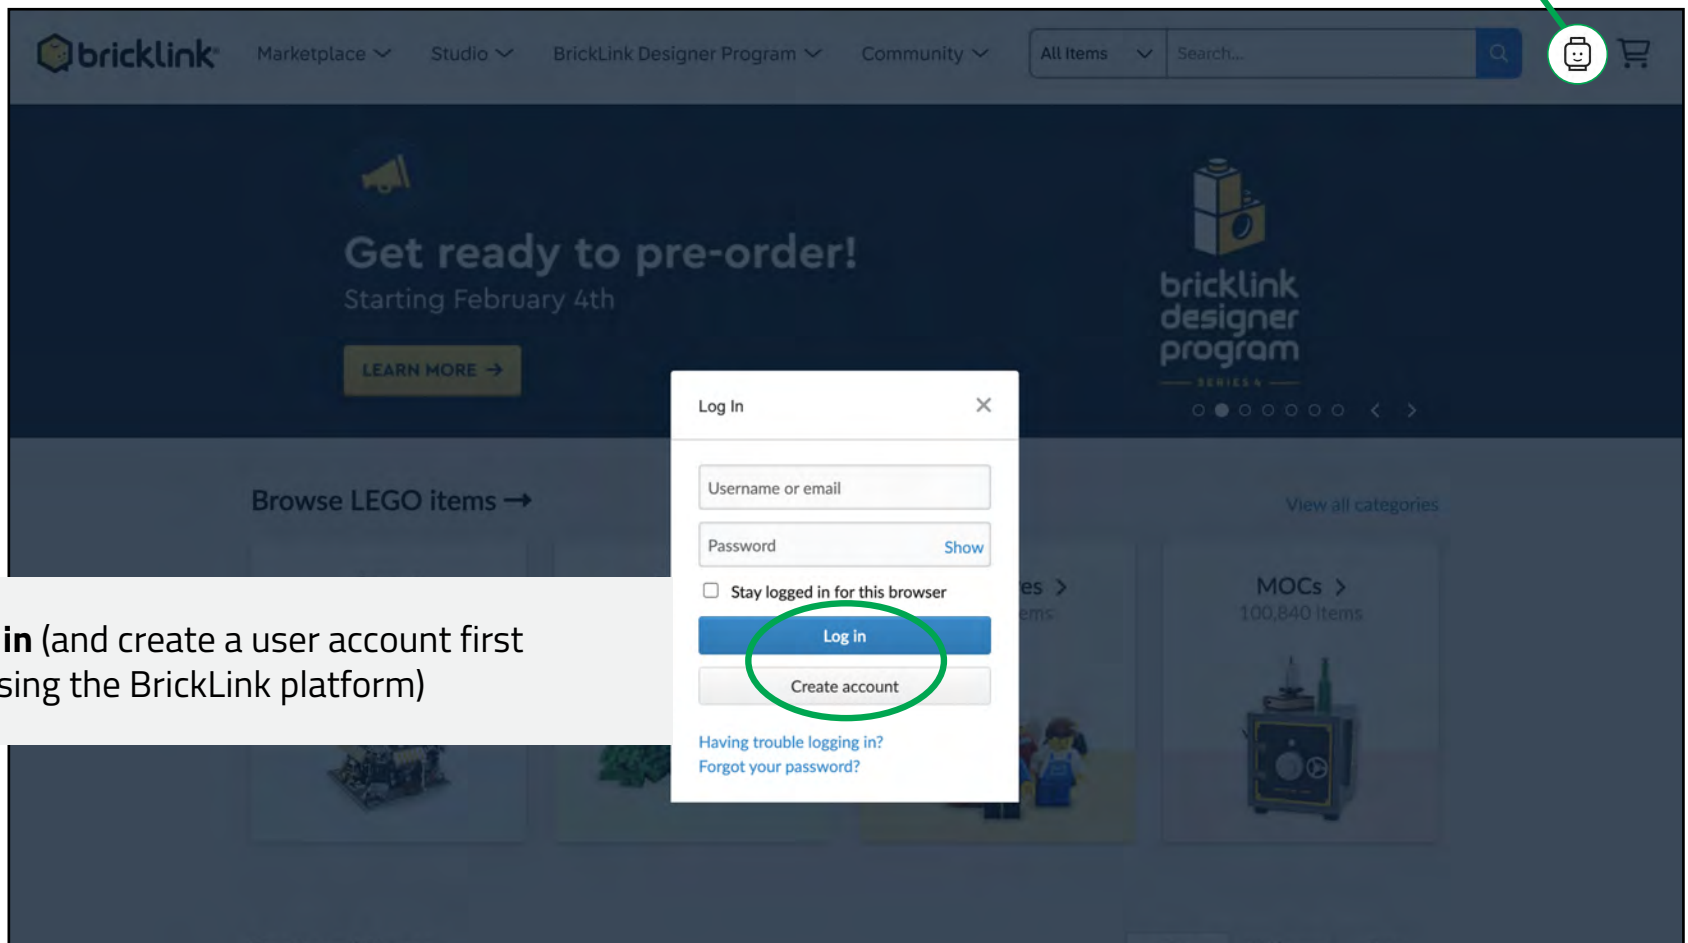 bricklink
Marketplace
Studio
BrickLink Designer Program
Community
All Items
Search...
Get ready to pre-order!
Starting February 4th
LEARN MORE →
bricklink
designer
program
SERIES 4
Log In
Username or email
Password
Show
Stay logged in for this browser
Log in
Create account
Having trouble logging in?
Forgot your password?
Browse LEGO items →
View all categories
MOCs >
100,840 Items
in (and create a user account first
sing the BrickLink platform)